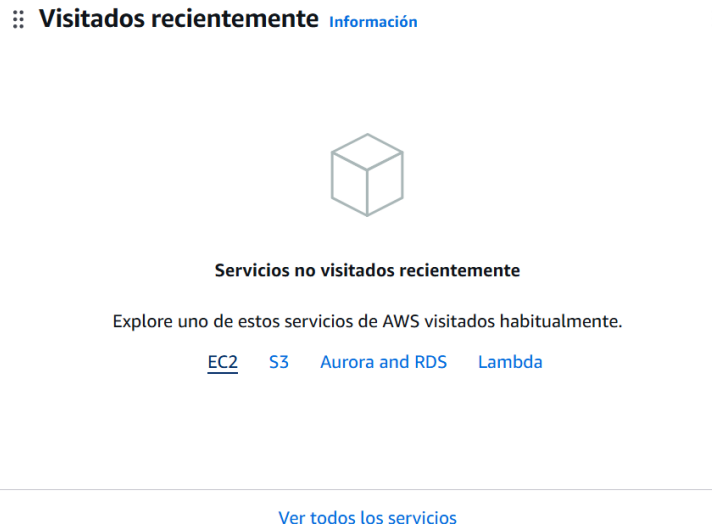 Visitados recientemente Información
Servicios no visitados recientemente
Explore uno de estos servicios de AWS visitados habitualmente.
EC2 S3 Aurora and RDS Lambda
Ver todos los servicios